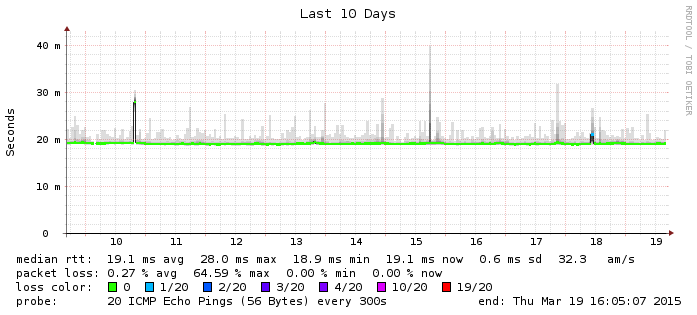 Last 10 Days
RRDTOOL / TOBI OETIKER
Seconds
40 m
30 m
20 m
10 m
0
10 11 12 13 14 15 16 17 18 19
median rtt: 19.1 ms avg 28.0 ms max 18.9 ms min 19.1 ms now 0.6 ms sd 32.3 am/s
packet loss: 0.27 % avg 64.59 % max 0.00 % min 0.00 % now
loss color: 0 1/20 2/20 3/20 4/20 10/20 19/20
probe: 20 ICMP Echo Pings (56 Bytes) every 300s end: Thu Mar 19 16:05:07 2015